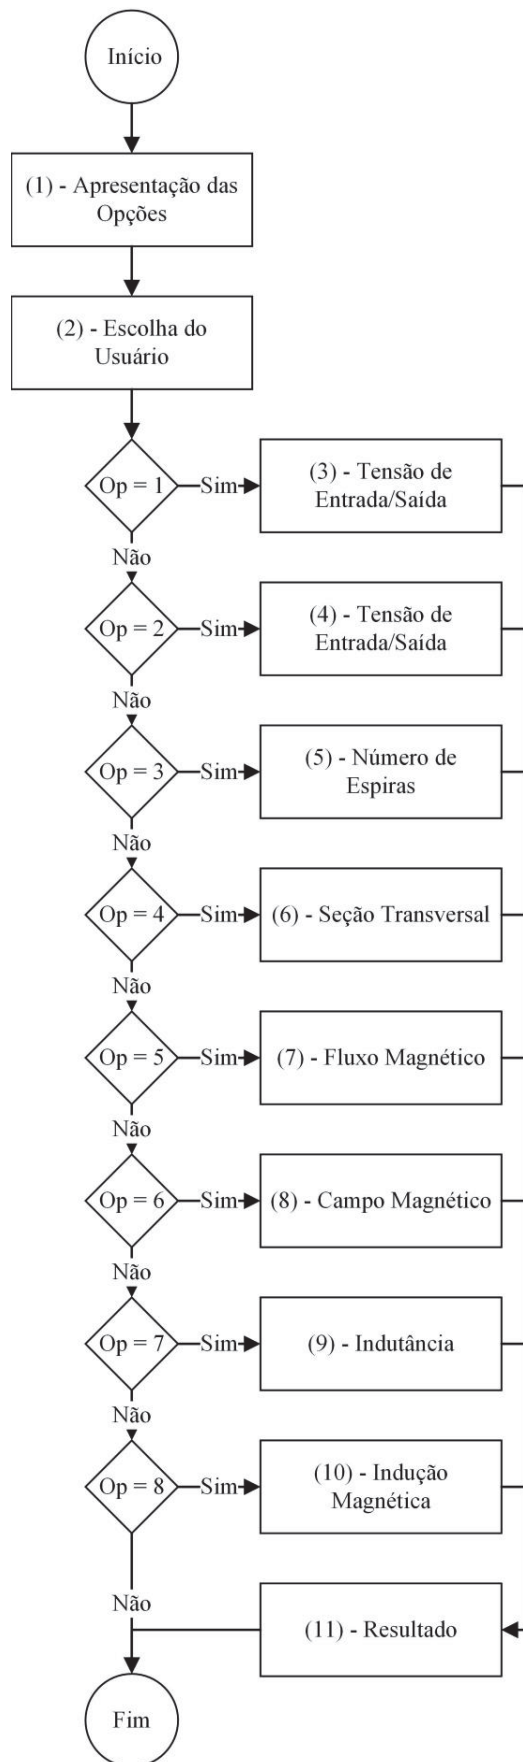 Início
(1) - Apresentação das
Opções
(2) - Escolha do
Usuário
Op = 1
Sim
(3) - Tensão de
Entrada/Saída
Não
Op = 2
Sim
(4) - Tensão de
Entrada/Saída
Não
Op = 3
Sim
(5) - Número de
Espiras
Não
Op = 4
Sim
(6) - Seção Transversal
Não
Op = 5
Sim
(7) - Fluxo Magnético
Não
Op = 6
Sim
(8) - Campo Magnético
Não
Op = 7
Sim
(9) - Indutância
Não
Op = 8
Sim
(10) - Indução
Magnética
Não
(11) - Resultado
Fim